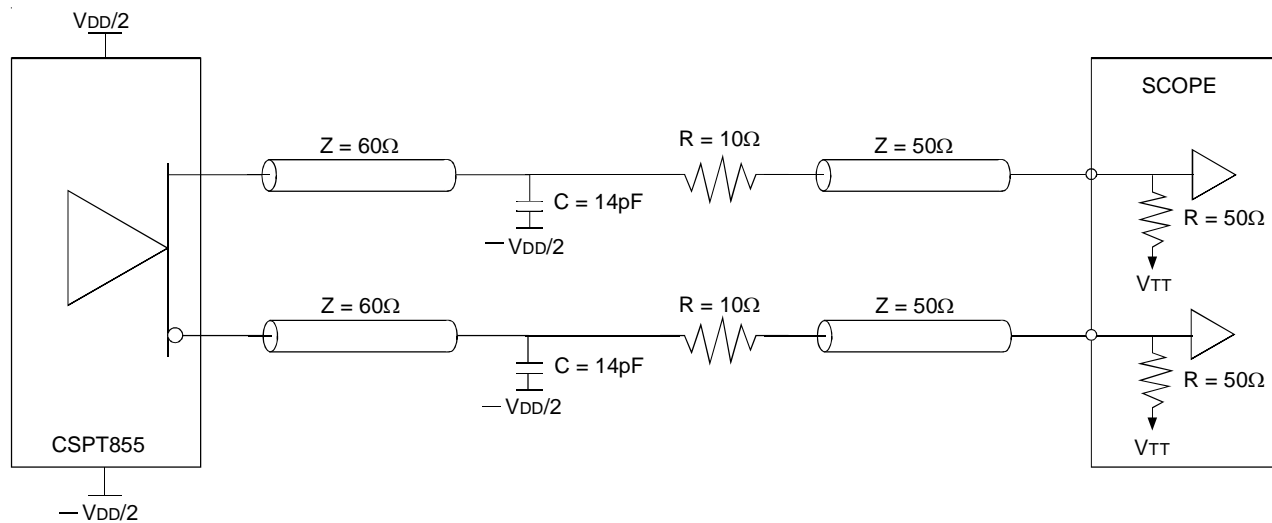 VDD/2
SCOPE
Z = 60Ω
R = 10Ω
Z = 50Ω
C = 14pF
R = 50Ω
— VDD/2
VTT
Z = 60Ω
R = 10Ω
Z = 50Ω
C = 14pF
R = 50Ω
— VDD/2
CSPT855
VTT
— VDD/2